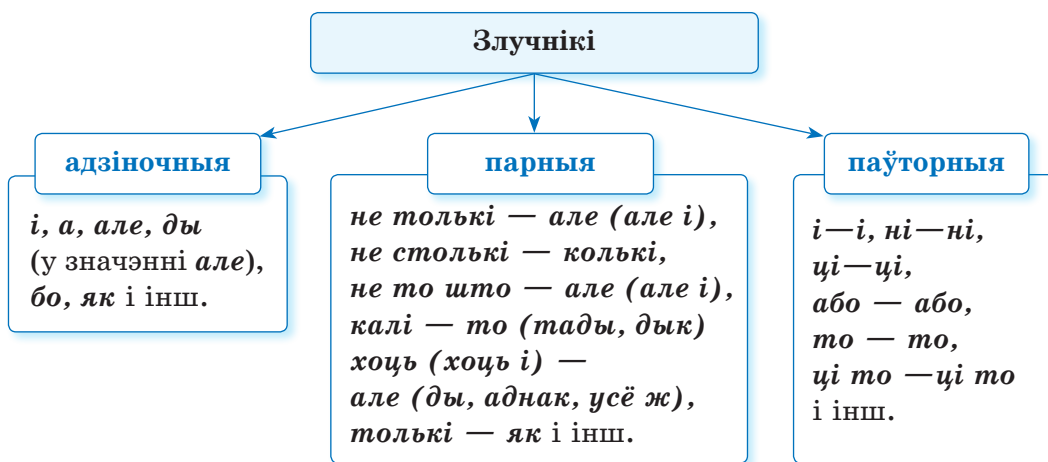 Злучнікі
адзіночныя
і, а, але, ды
(у значэнні але),
бо, як і інш.
парныя
не толькі — але (але і),
не столькі — колькі,
не то што — але (але і),
калі — то (тады, дык)
хоць (хоць і) —
але (ды, аднак, усё ж),
толькі — як і інш.
паўторныя
і—і, ні—ні,
ці—ці,
або — або,
то — то,
ці то —ці то
і інш.